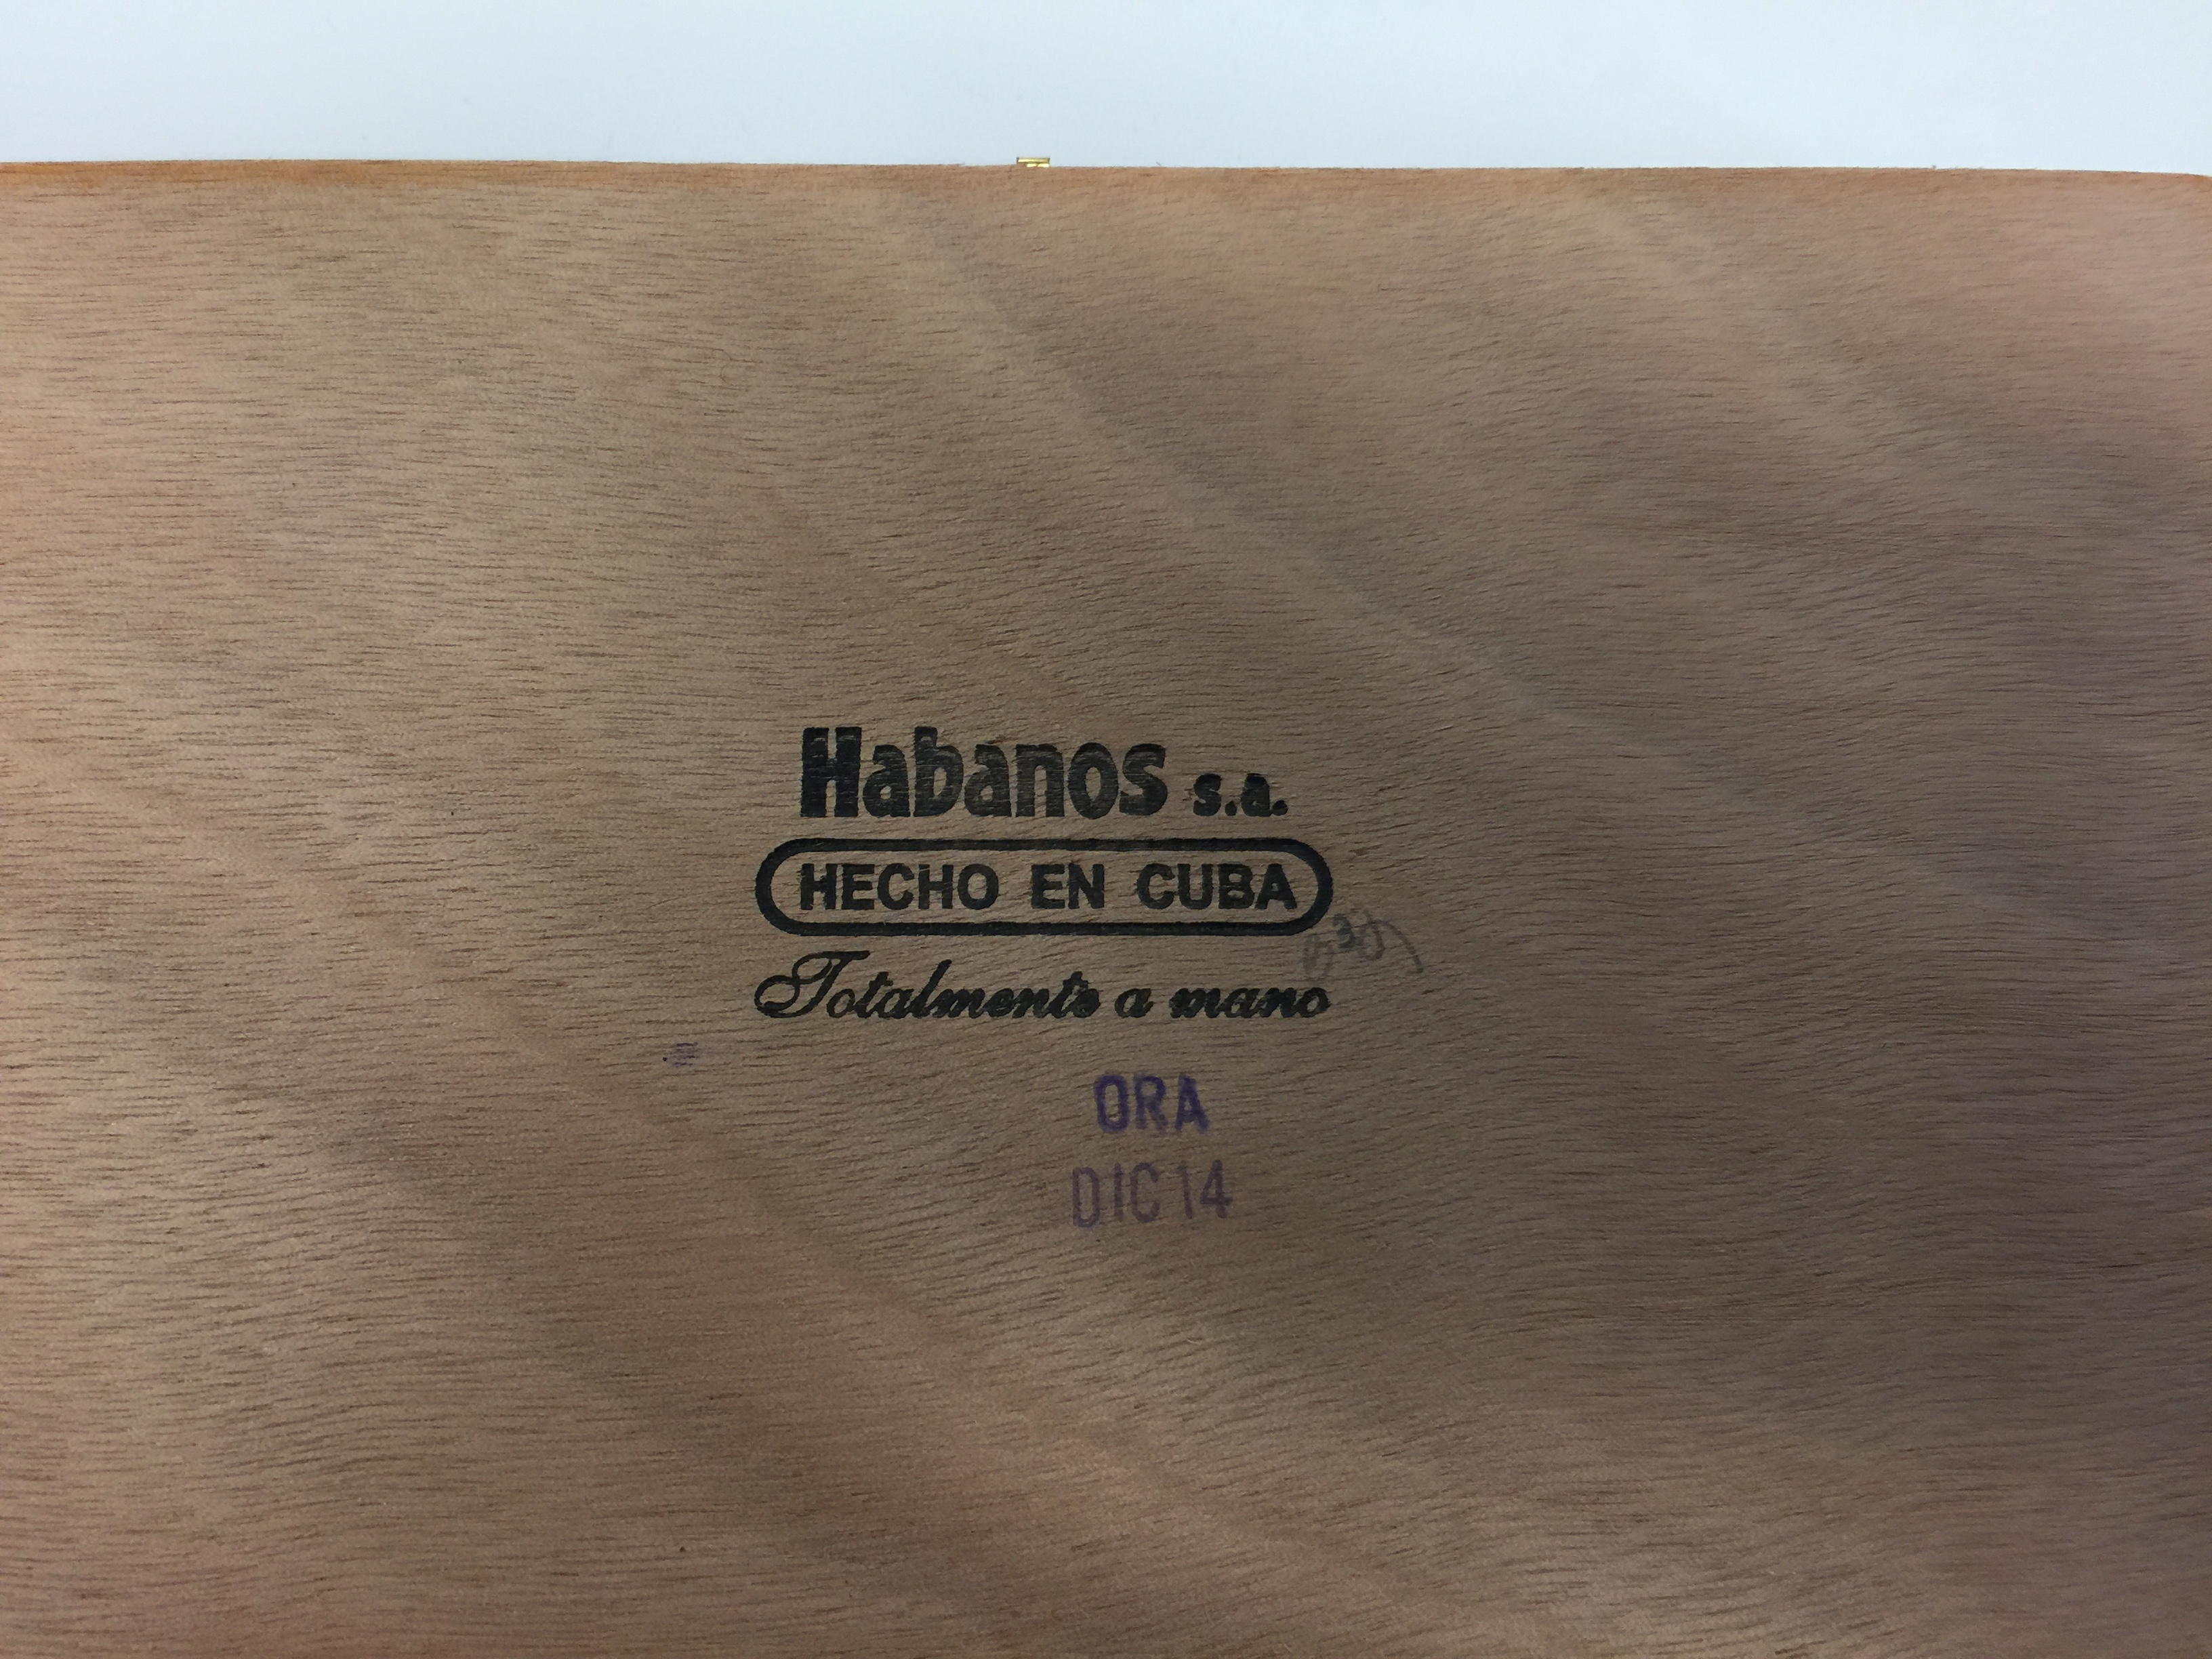 Habanos s.a.
HECHO EN CUBA
Totalmente a mano
ORA
DIC 14